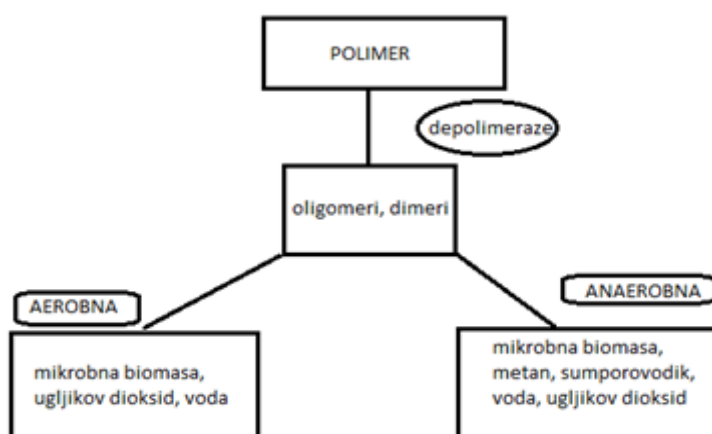 POLIMER
depolimeraze
oligomeri, dimeri
AEROBNA
ANAEROBNA
mikrobna biomasa,
ugljikov dioksid, voda
mikrobna biomasa,
metan, sumporovodik,
voda, ugljikov dioksid